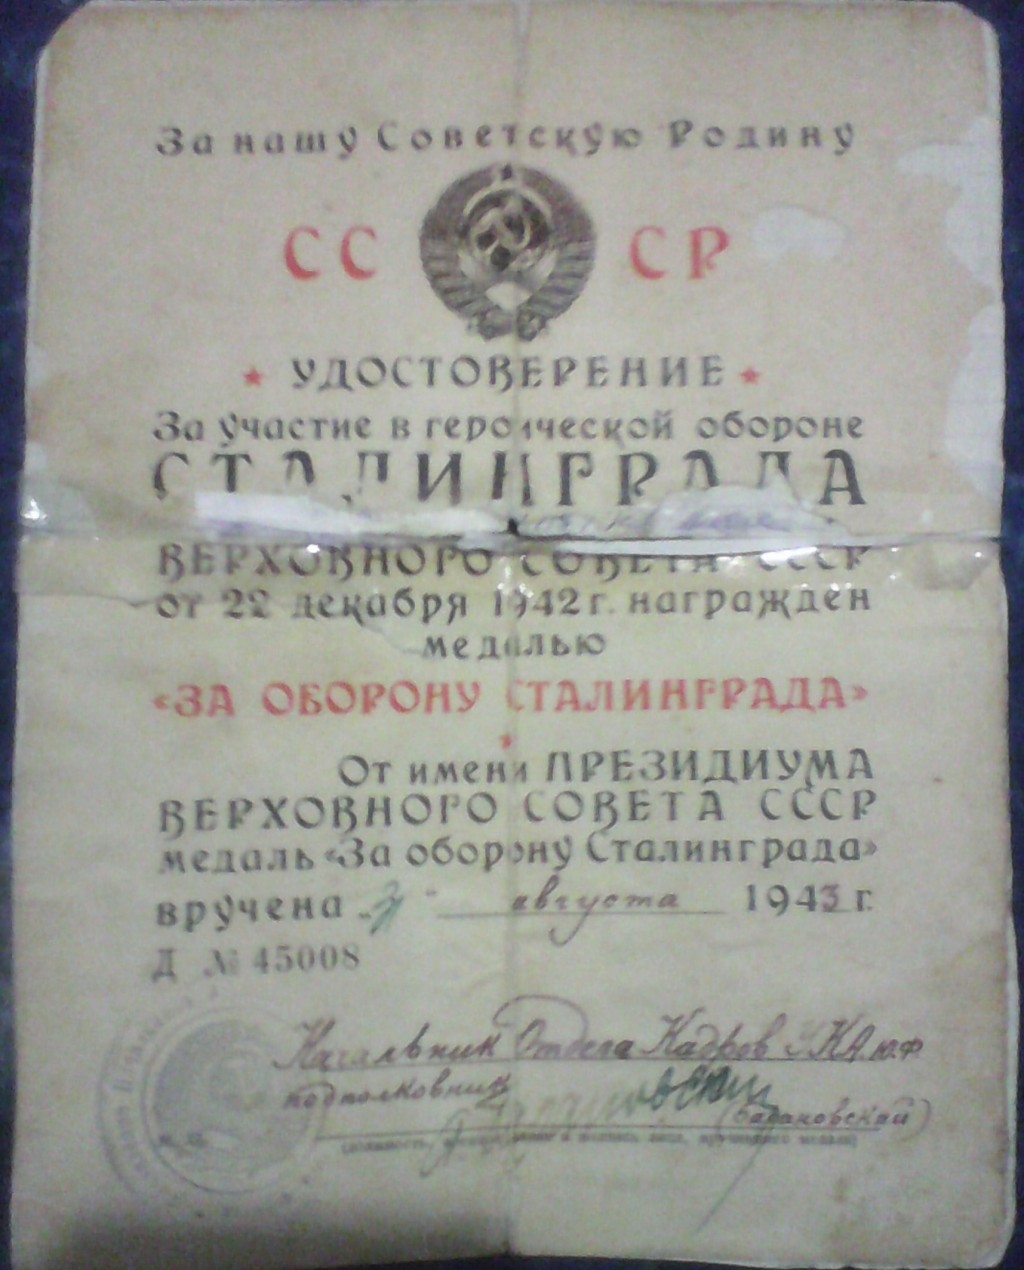 За нашу Советскую Родину
СССР
УДОСТОВЕРЕНИЕ
За участие в героической обороне
СТАЛИНГРАДА
ВЕРХОВНОГО СОВЕТА СССР
от 22 декабря 1942 г. награжден
медалью
«ЗА ОБОРОНУ СТАЛИНГРАДА»
От имени ПРЕЗИДИУМА
ВЕРХОВНОГО СОВЕТА СССР
медаль «За оборону Сталинграда»
вручена августа 1943 г.
Д № 45008
Начальник Отдела Кадров УКА Ю.Ф.
подполковник